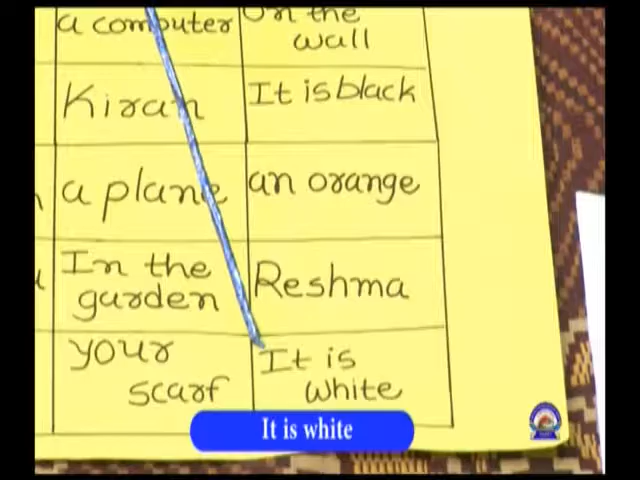 a computer
On the
wall
Kiran
It is black
a plane
an orange
In the
garden
Reshma
your
scarf
It is
white
It is white